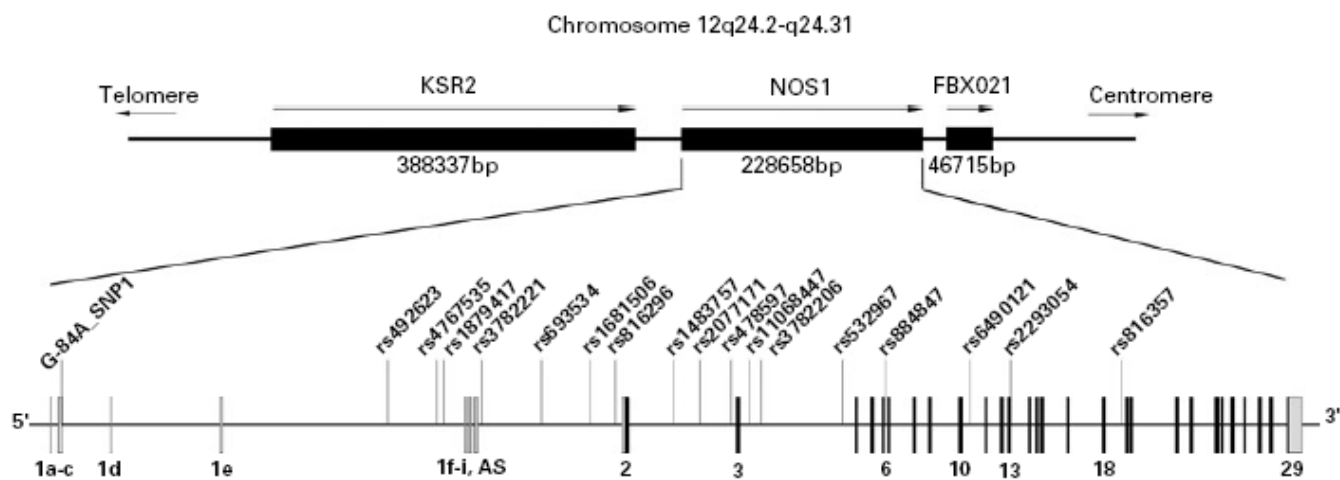 Chromosome 12q24.2-q24.31
Telomere KSR2 NOS1 FBX021 Centromere
388337bp 228658bp 46715bp
G-84A_SNP1 rs492623 rs4767535 rs1879417 rs3782221 rs693534 rs1681506 rs816296 rs1483757 rs2077171 rs478597 rs11068447 rs3782206 rs532967 rs884847 rs6490121 rs2293054 rs816357
5' 3'
1a-c 1d 1e 1f-i, AS 2 3 6 10 13 18 29